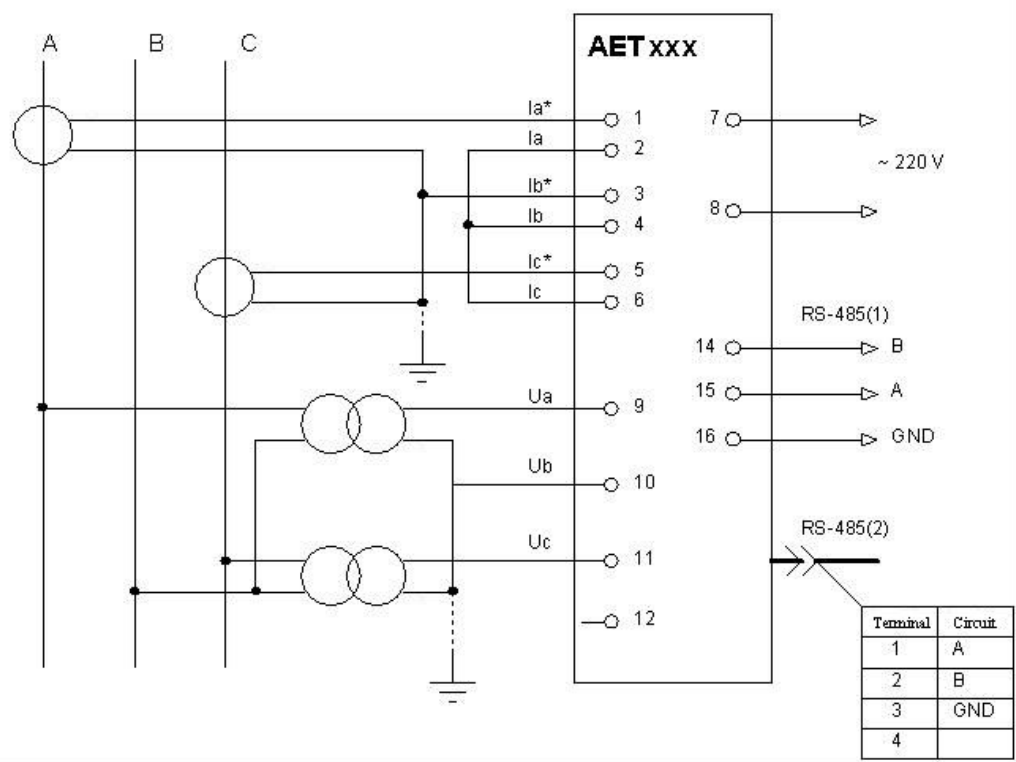 A B C
AET xxx
Ia* 1 7
Ia 2
~ 220 V
Ib* 3
8
Ib 4
Ic* 5
Ic 6
RS-485(1)
14 B
15 A
Ua 9
16 GND
Ub 10
RS-485(2)
Uc 11
12
Terminal Circuit
1 A
2 B
3 GND
4